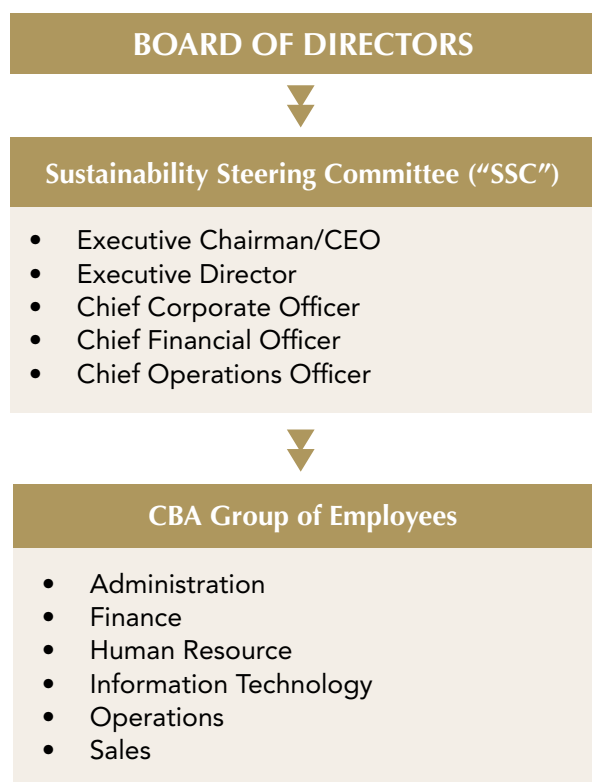 BOARD OF DIRECTORS
Sustainability Steering Committee (“SSC”)
• Executive Chairman/CEO
• Executive Director
• Chief Corporate Officer
• Chief Financial Officer
• Chief Operations Officer
CBA Group of Employees
• Administration
• Finance
• Human Resource
• Information Technology
• Operations
• Sales